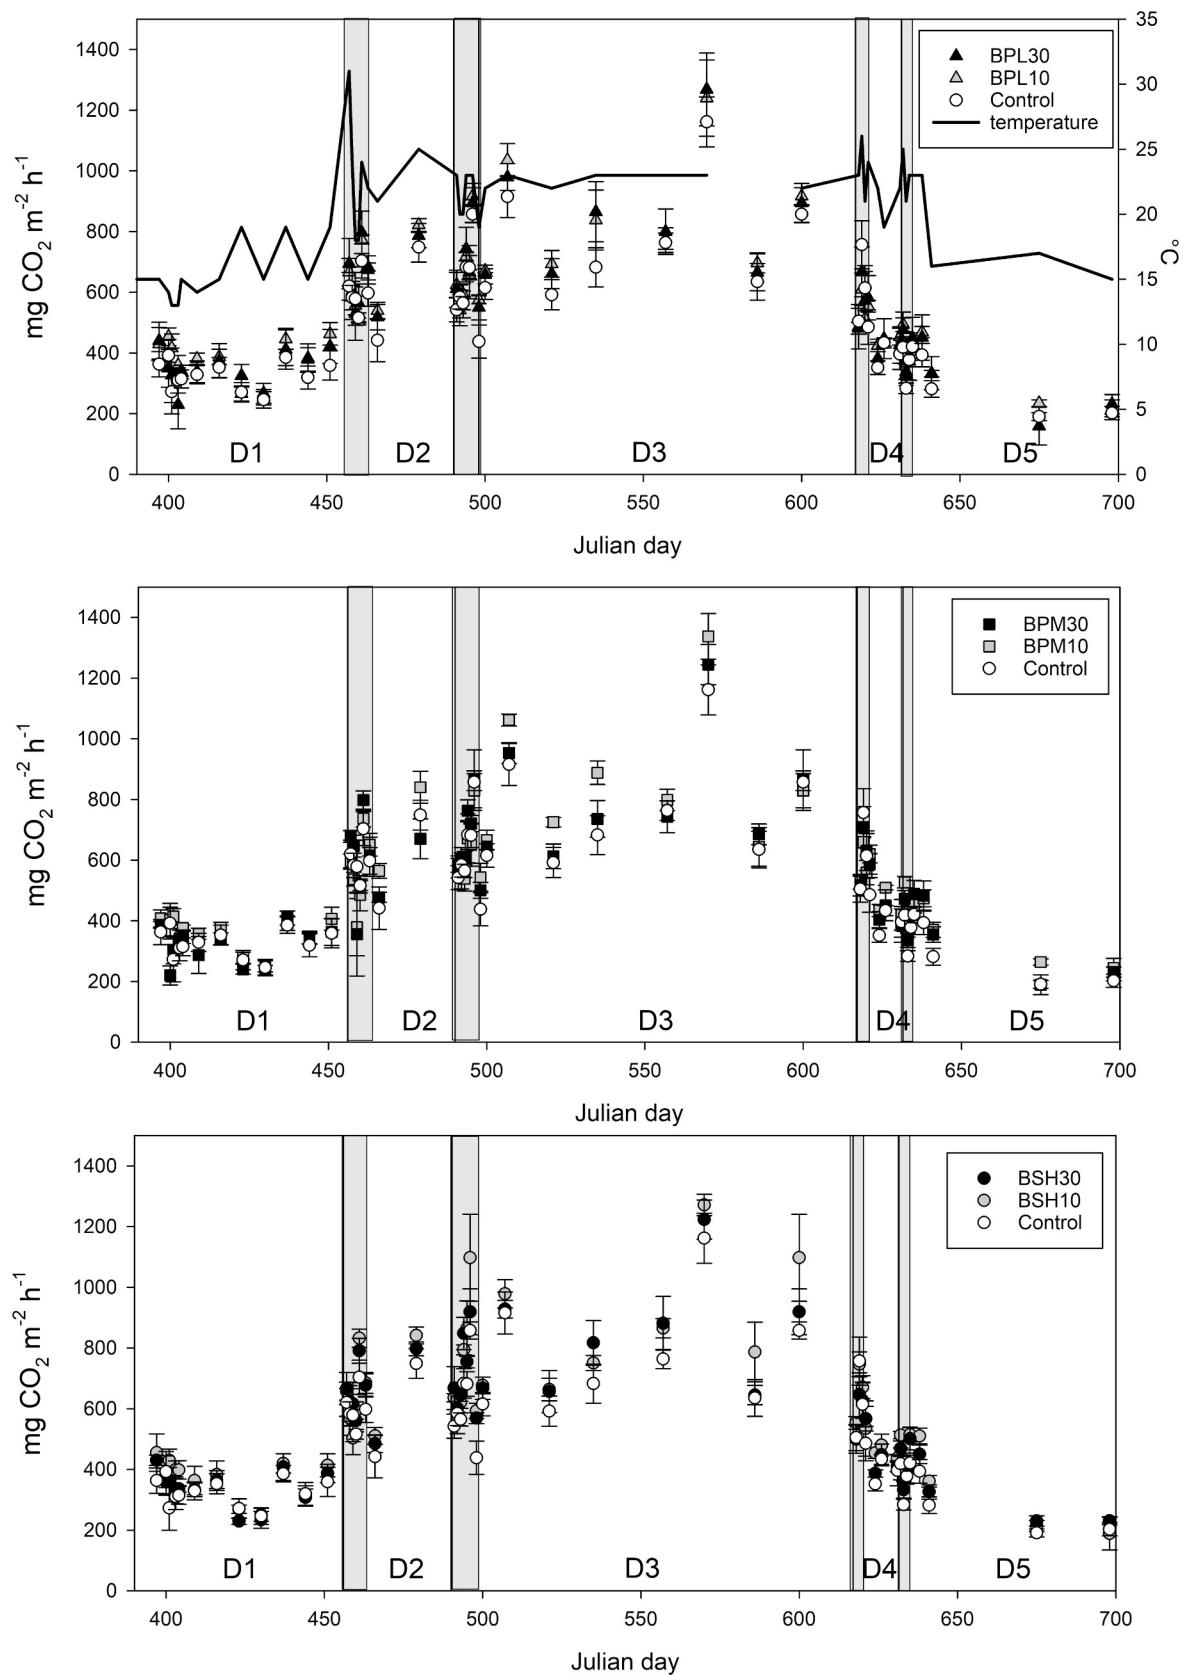 1400
1200
1000
800
600
400
200
0
mg CO2 m-2 h-1
35
30
25
20
15
10
5
0
°C
BPL30
BPL10
Control
temperature
D1 D2 D3 D4 D5
400 450 500 550 600 650 700
Julian day
1400
1200
1000
800
600
400
200
0
mg CO2 m-2 h-1
BPM30
BPM10
Control
D1 D2 D3 D4 D5
400 450 500 550 600 650 700
Julian day
1400
1200
1000
800
600
400
200
0
mg CO2 m-2 h-1
BSH30
BSH10
Control
D1 D2 D3 D4 D5
400 450 500 550 600 650 700
Julian day